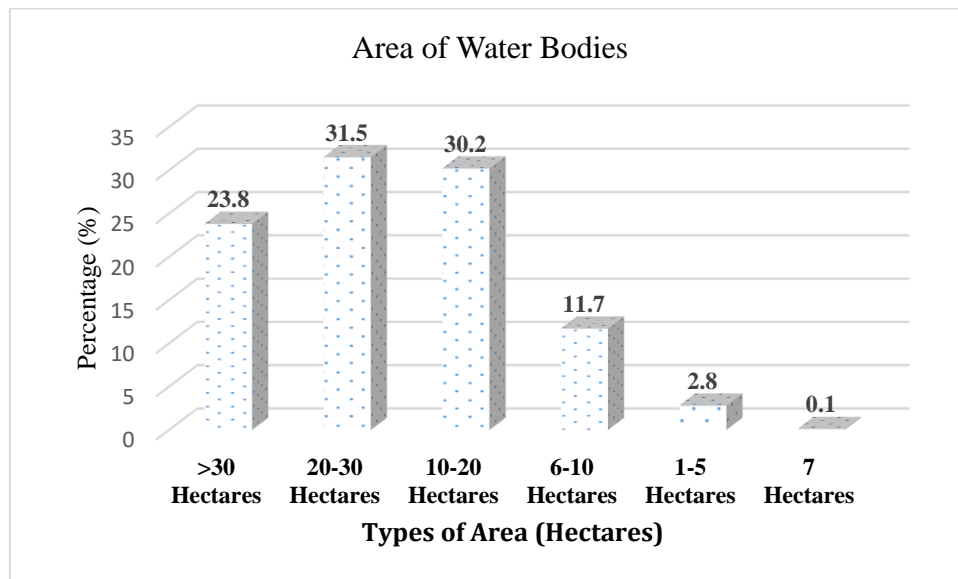 Area of Water Bodies
Percentage (%)
35
30
25
20
15
10
5
0
23.8
31.5
30.2
11.7
2.8
0.1
>30
Hectares
20-30
Hectares
10-20
Hectares
6-10
Hectares
1-5
Hectares
7
Hectares
Types of Area (Hectares)